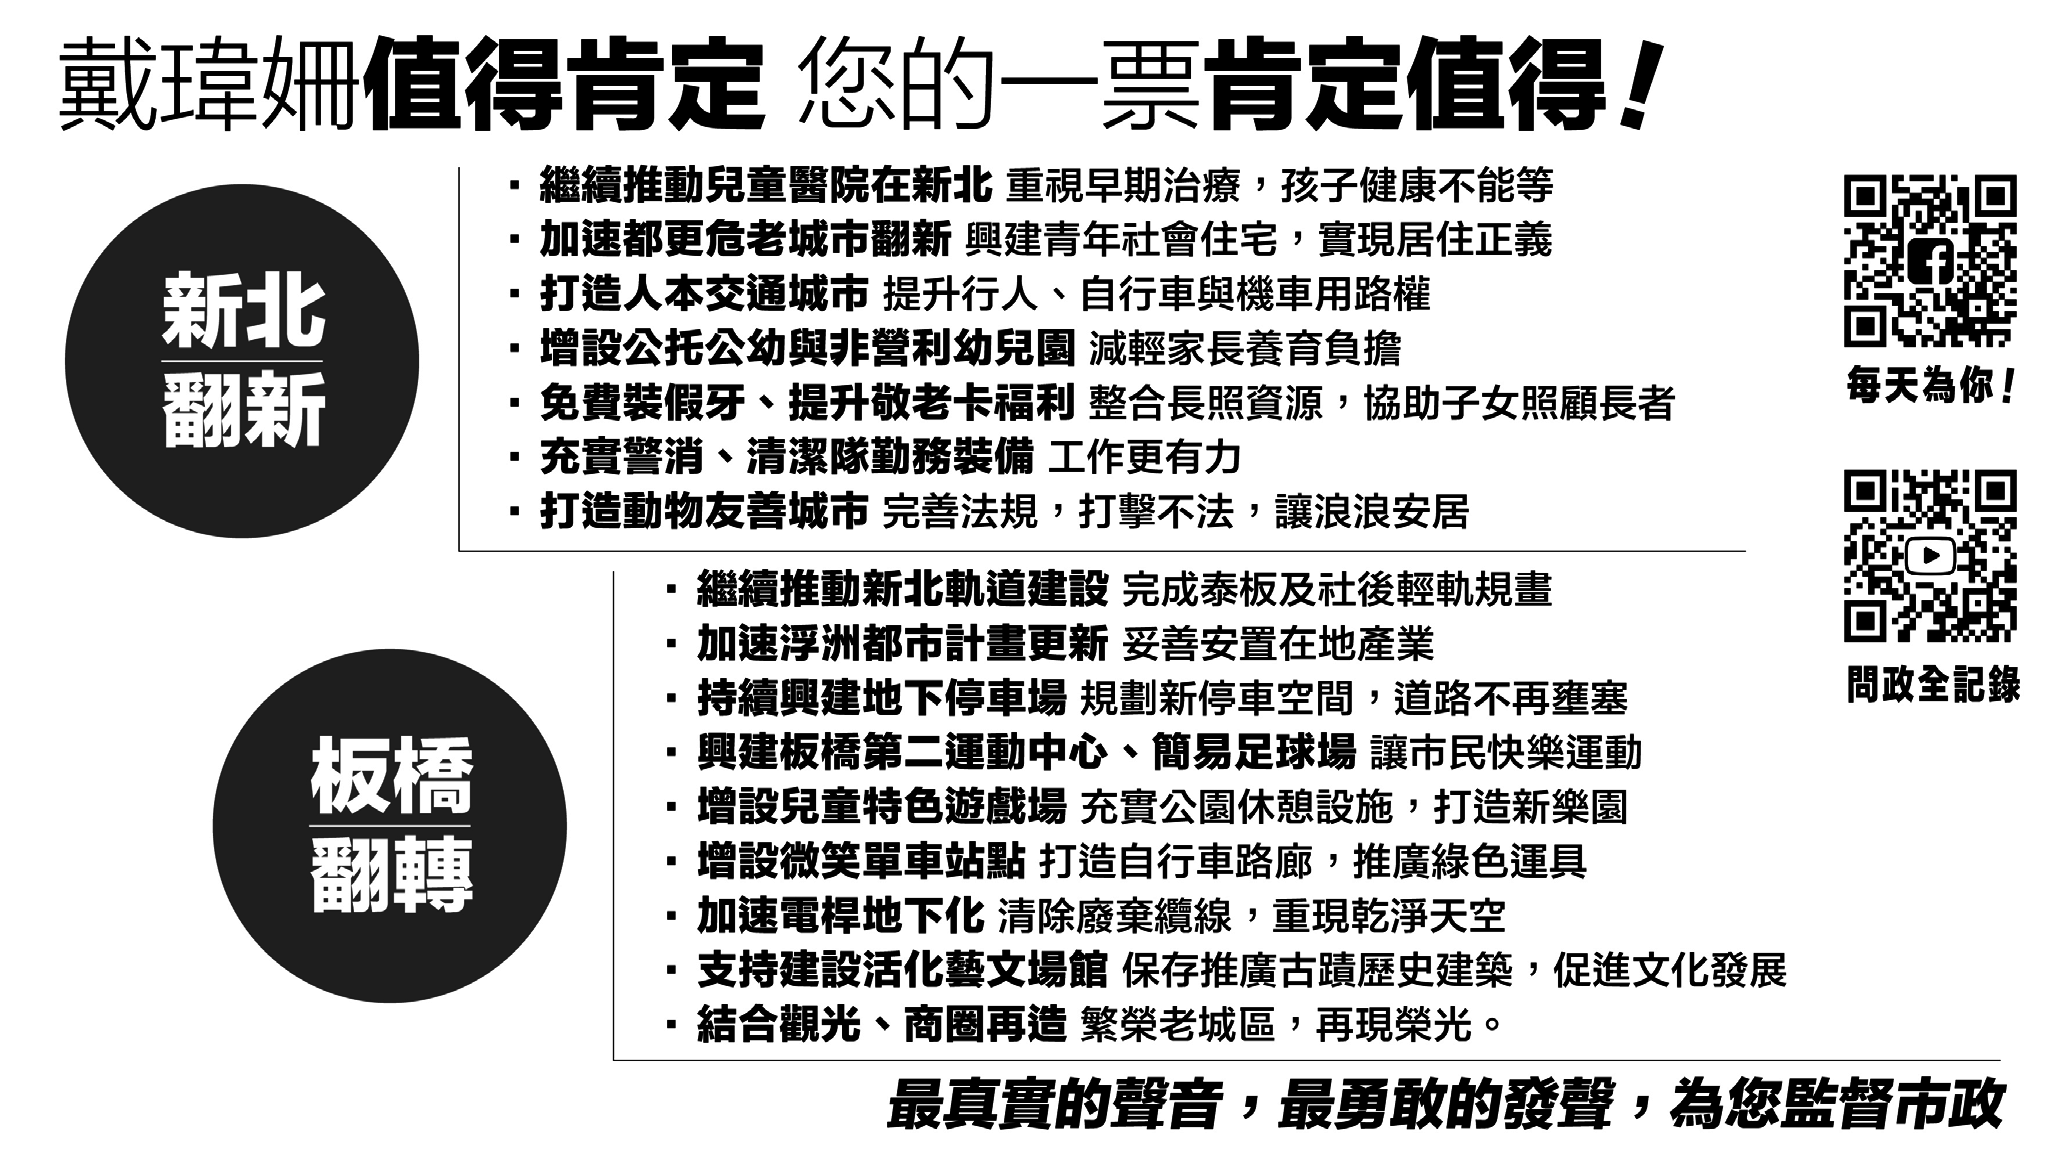 戴瑋姍值得肯定 您的一票肯定值得！
新北
翻新
· 繼續推動兒童醫院在新北 重視早期治療，孩子健康不能等
· 加速都更危老城市翻新 興建青年社會住宅，實現居住正義
· 打造人本交通城市 提升行人、自行車與機車用路權
· 增設公托公幼與非營利幼兒園 減輕家長養育負擔
· 免費裝假牙、提升敬老卡福利 整合長照資源，協助子女照顧長者
· 充實警消、清潔隊勤務裝備 工作更有力
· 打造動物友善城市 完善法規，打擊不法，讓浪浪安居
每天為你！
問政全記錄
板橋
翻轉
· 繼續推動新北軌道建設 完成泰板及社後輕軌規畫
· 加速浮洲都市計畫更新 妥善安置在地產業
· 持續興建地下停車場 規劃新停車空間，道路不再壅塞
· 興建板橋第二運動中心、簡易足球場 讓市民快樂運動
· 增設兒童特色遊戲場 充實公園休憩設施，打造新樂園
· 增設微笑單車站點 打造自行車路廊，推廣綠色運具
· 加速電桿地下化 清除廢棄纜線，重現乾淨天空
· 支持建設活化藝文場館 保存推廣古蹟歷史建築，促進文化發展
· 結合觀光、商圈再造 繁榮老城區，再現榮光。
最真實的聲音，最勇敢的發聲，為您監督市政